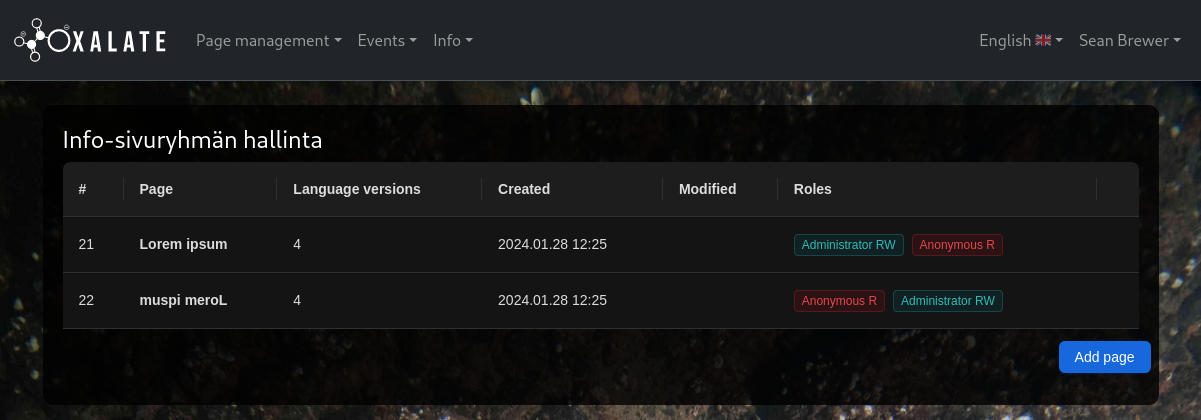 OXALATE Page management Events Info English Sean Brewer
Info-sivuryhmän hallinta
# Page Language versions Created Modified Roles
21 Lorem ipsum 4 2024.01.28 12:25 Administrator RW Anonymous R
22 muspi meroL 4 2024.01.28 12:25 Anonymous R Administrator RW
Add page